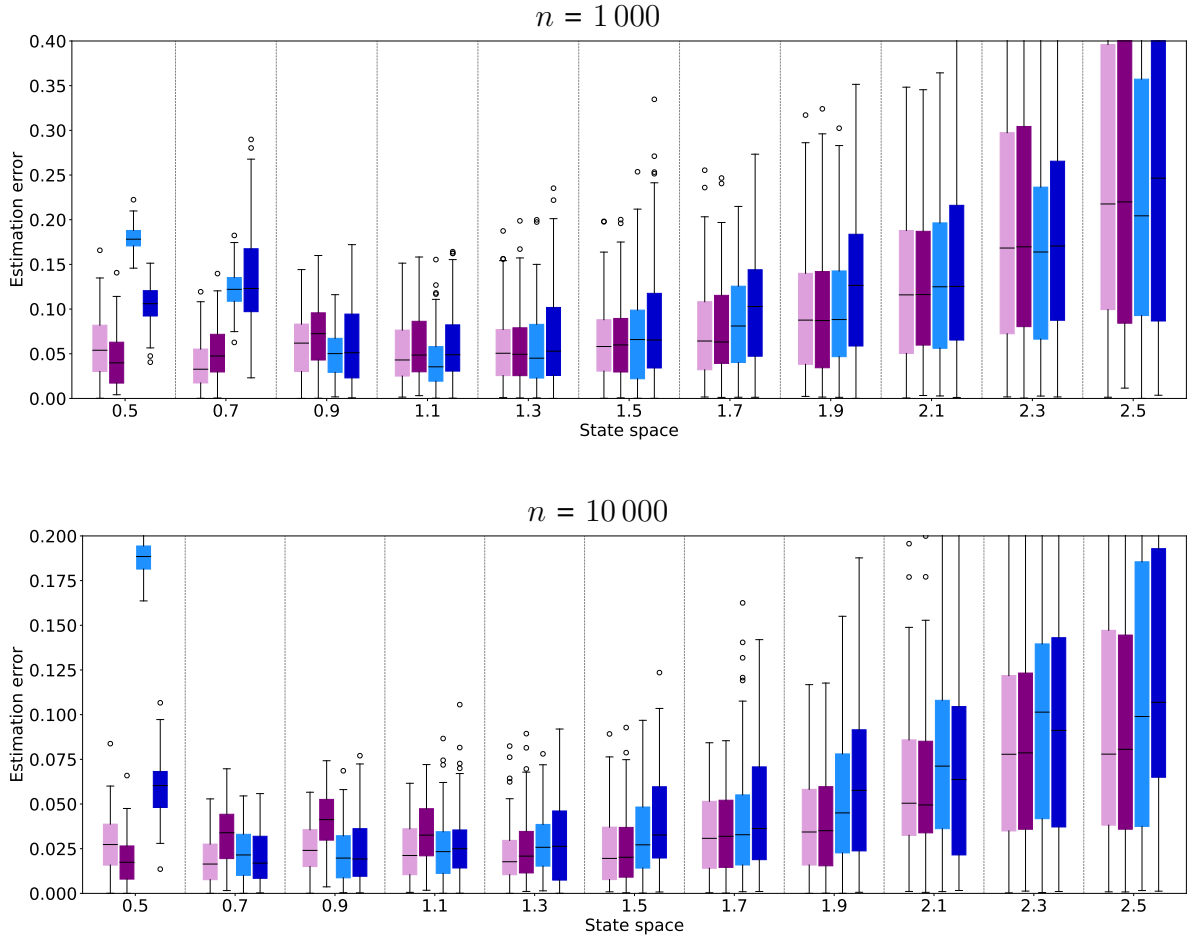 n = 1 000
0.40
0.35
0.30
0.25
0.20
0.15
0.10
0.05
0.00
Estimation error
0.5 0.7 0.9 1.1 1.3 1.5 1.7 1.9 2.1 2.3 2.5
State space
n = 10 000
0.200
0.175
0.150
0.125
0.100
0.075
0.050
0.025
0.000
Estimation error
0.5 0.7 0.9 1.1 1.3 1.5 1.7 1.9 2.1 2.3 2.5
State space